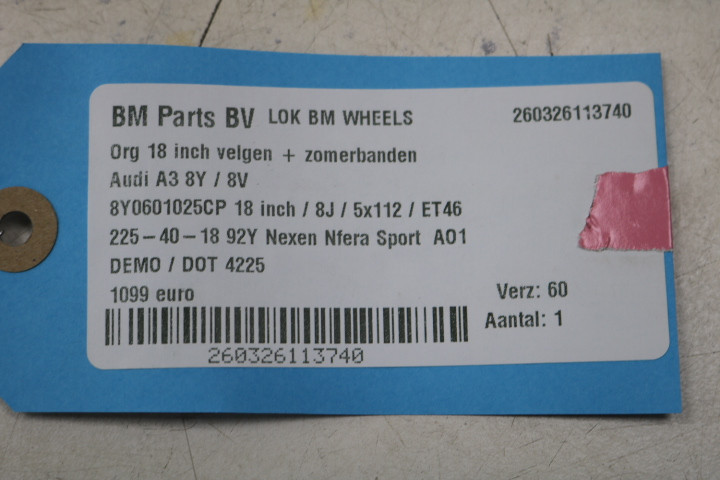 BM Parts BV LOK BM WHEELS 260326113740
Org 18 inch velgen + zomerbanden
Audi A3 8Y / 8V
8Y0601025CP 18 inch / 8J / 5x112 / ET46
225-40-18 92Y Nexen Nfera Sport AO1
DEMO / DOT 4225
1099 euro Verz: 60
Aantal: 1
260326113740